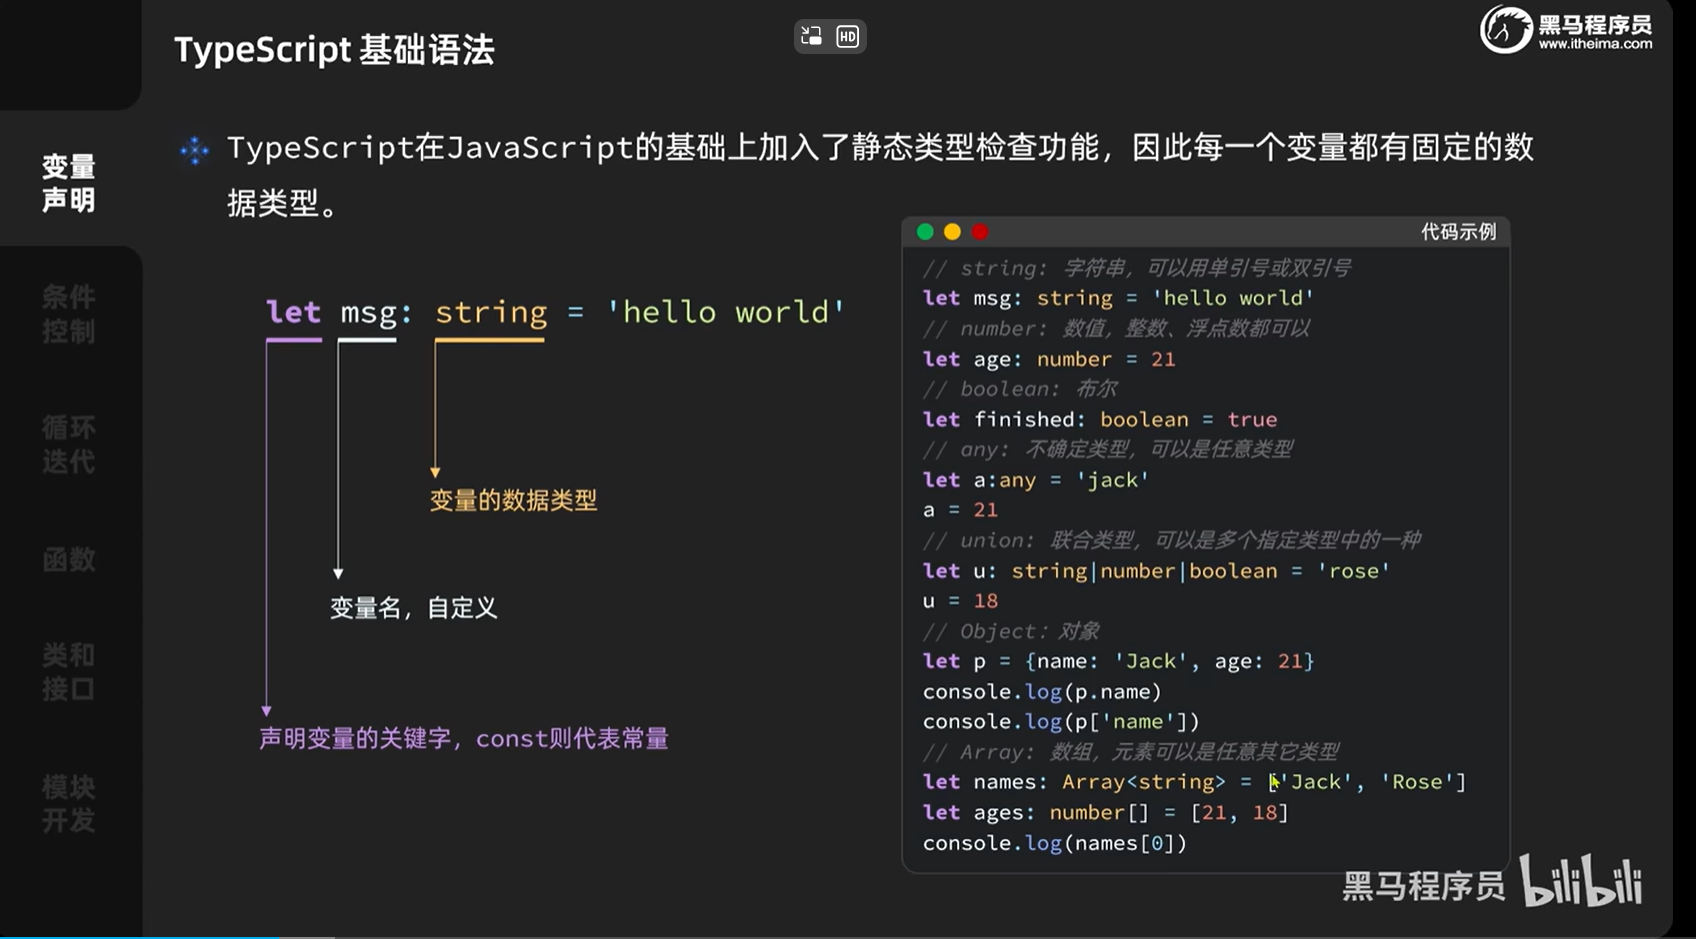 TypeScript 基础语法
HD
黑马程序员
www.itheima.com
变量
声明
条件
控制
循环
迭代
函数
类和
接口
模块
开发
TypeScript在JavaScript的基础上加入了静态类型检查功能，因此每一个变量都有固定的数
据类型。
let msg: string = 'hello world'
变量的数据类型
变量名，自定义
声明变量的关键字，const则代表常量
代码示例
// string: 字符串，可以用单引号或双引号
let msg: string = 'hello world'
// number: 数值，整数、浮点数都可以
let age: number = 21
// boolean: 布尔
let finished: boolean = true
// any: 不确定类型，可以是任意类型
let a:any = 'jack'
a = 21
// union: 联合类型，可以是多个指定类型中的一种
let u: string|number|boolean = 'rose'
u = 18
// Object: 对象
let p = {name: 'Jack', age: 21}
console.log(p.name)
console.log(p['name'])
// Array: 数组，元素可以是任意其它类型
let names: Array<string> = ['Jack', 'Rose']
let ages: number[] = [21, 18]
console.log(names[0])
黑马程序员 bilibili